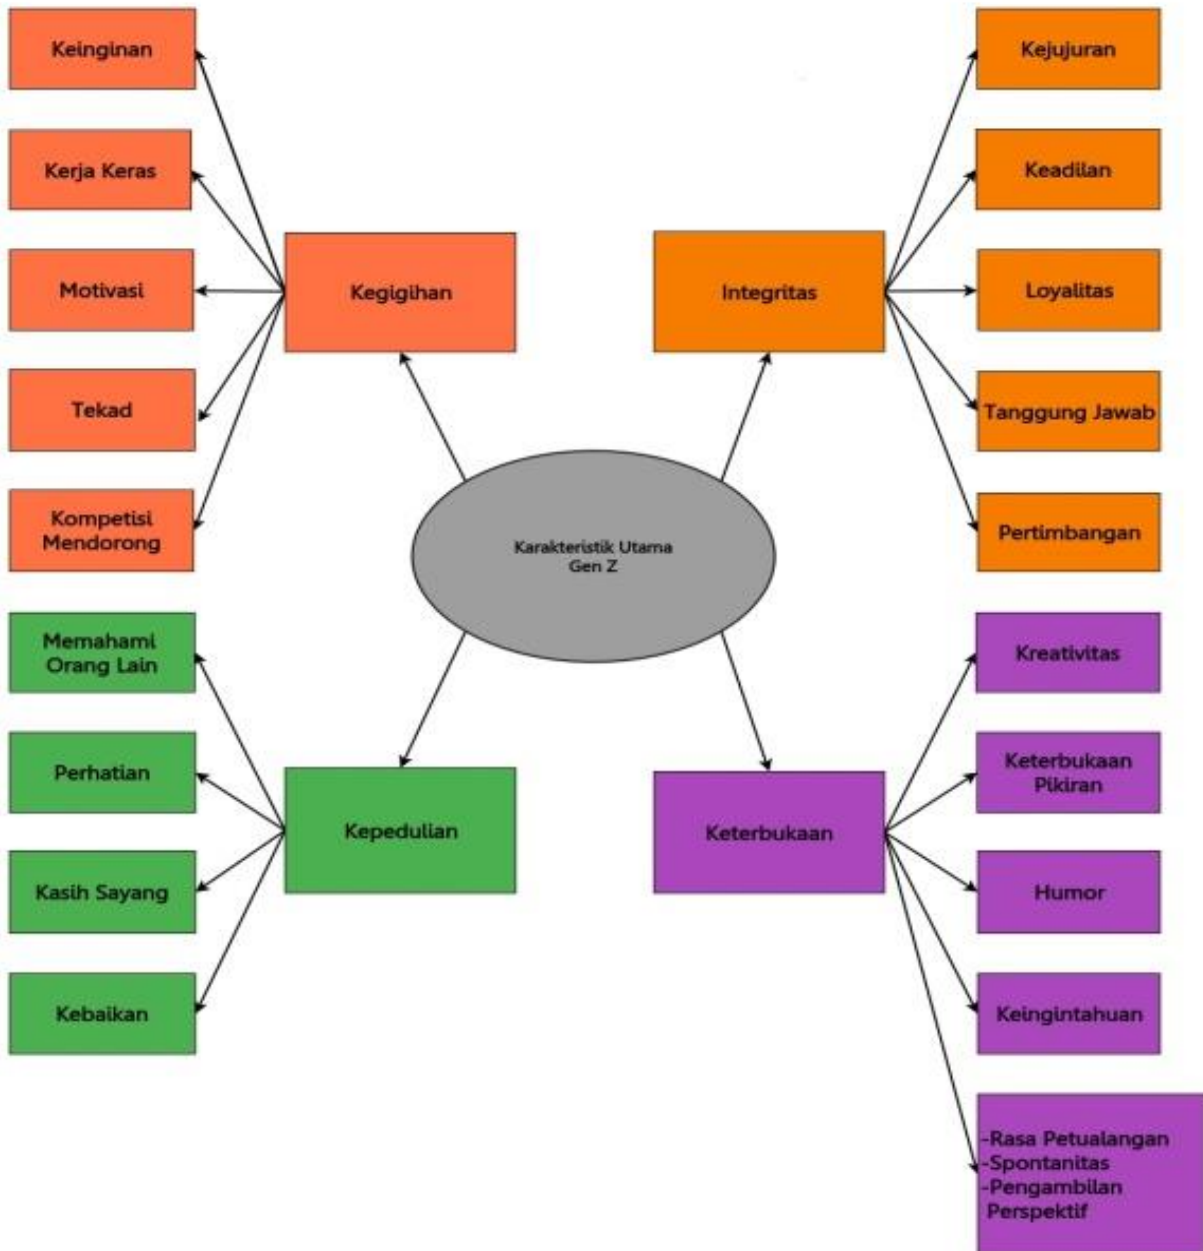 Keinginan
Kerja Keras
Motivasi
Tekad
Kompetisi
Mendorong
Kegigihan
Integritas
Kejujuran
Keadilan
Loyalitas
Tanggung Jawab
Pertimbangan
Karakteristik Utama
Gen Z
Memahami
Orang Lain
Perhatian
Kasih Sayang
Kebaikan
Kepedulian
Keterbukaan
Kreativitas
Keterbukaan
Pikiran
Humor
Keingintahuan
-Rasa Petualangan
-Spontanitas
-Pengambilan
Perspektif